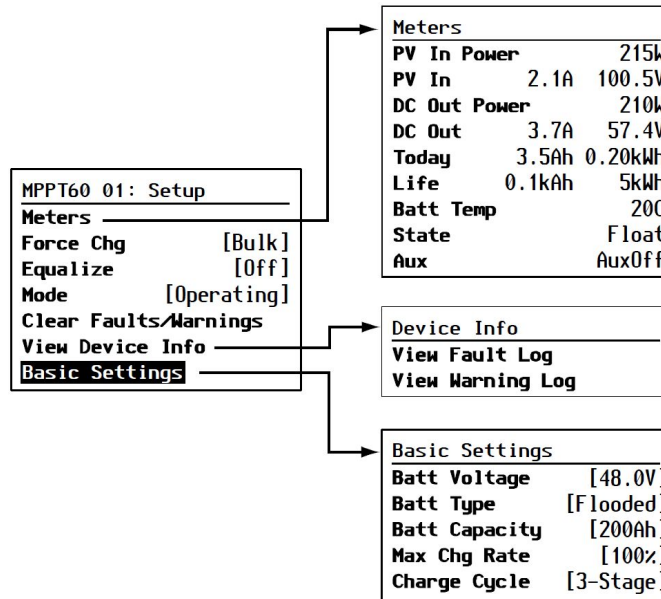 MPPT60 01: Setup
Meters
Force Chg [Bulk]
Equalize [Off]
Mode [Operating]
Clear Faults/Warnings
View Device Info
Basic Settings
Meters
PV In Power 215W
PV In 2.1A 100.5V
DC Out Power 210W
DC Out 3.7A 57.4V
Today 3.5Ah 0.20kWh
Life 0.1kAh 5kWh
Batt Temp 20C
State Float
Aux AuxOff
Device Info
View Fault Log
View Warning Log
Basic Settings
Batt Voltage [48.0V]
Batt Type [Flooded]
Batt Capacity [200Ah]
Max Chg Rate [100%]
Charge Cycle [3-Stage]